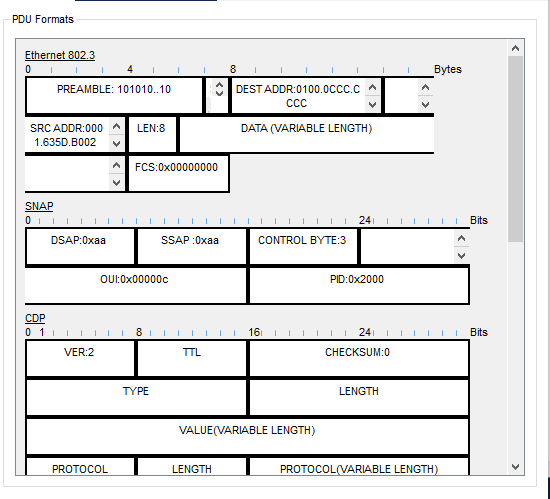 PDU Formats
Ethernet 802.3
0 4 8 Bytes
PREAMBLE: 101010..10
DEST ADDR:0100.0CCC.C
CCC
SRC ADDR:000
1.635D.B002
LEN:8
DATA (VARIABLE LENGTH)
FCS:0x00000000
SNAP
0 24 Bits
DSAP:0xaa
SSAP :0xaa
CONTROL BYTE:3
OUI:0x00000c
PID:0x2000
CDP
0 1 8 16 24 Bits
VER:2
TTL
CHECKSUM:0
TYPE
LENGTH
VALUE(VARIABLE LENGTH)
PROTOCOL
LENGTH
PROTOCOL(VARIABLE LENGTH)